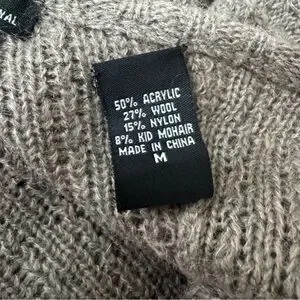 50% ACRYLIC
27% WOOL
15% NYLON
8% KID MOHAIR
MADE IN CHINA
M